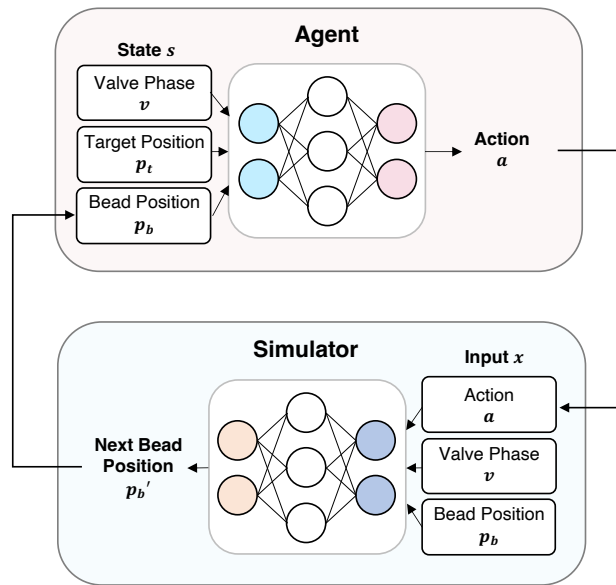 Agent
State s
Valve Phase
v
Target Position
p_t
Bead Position
p_b
Action
a
Simulator
Input x
Action
a
Valve Phase
v
Bead Position
p_b
Next Bead
Position
p_b'